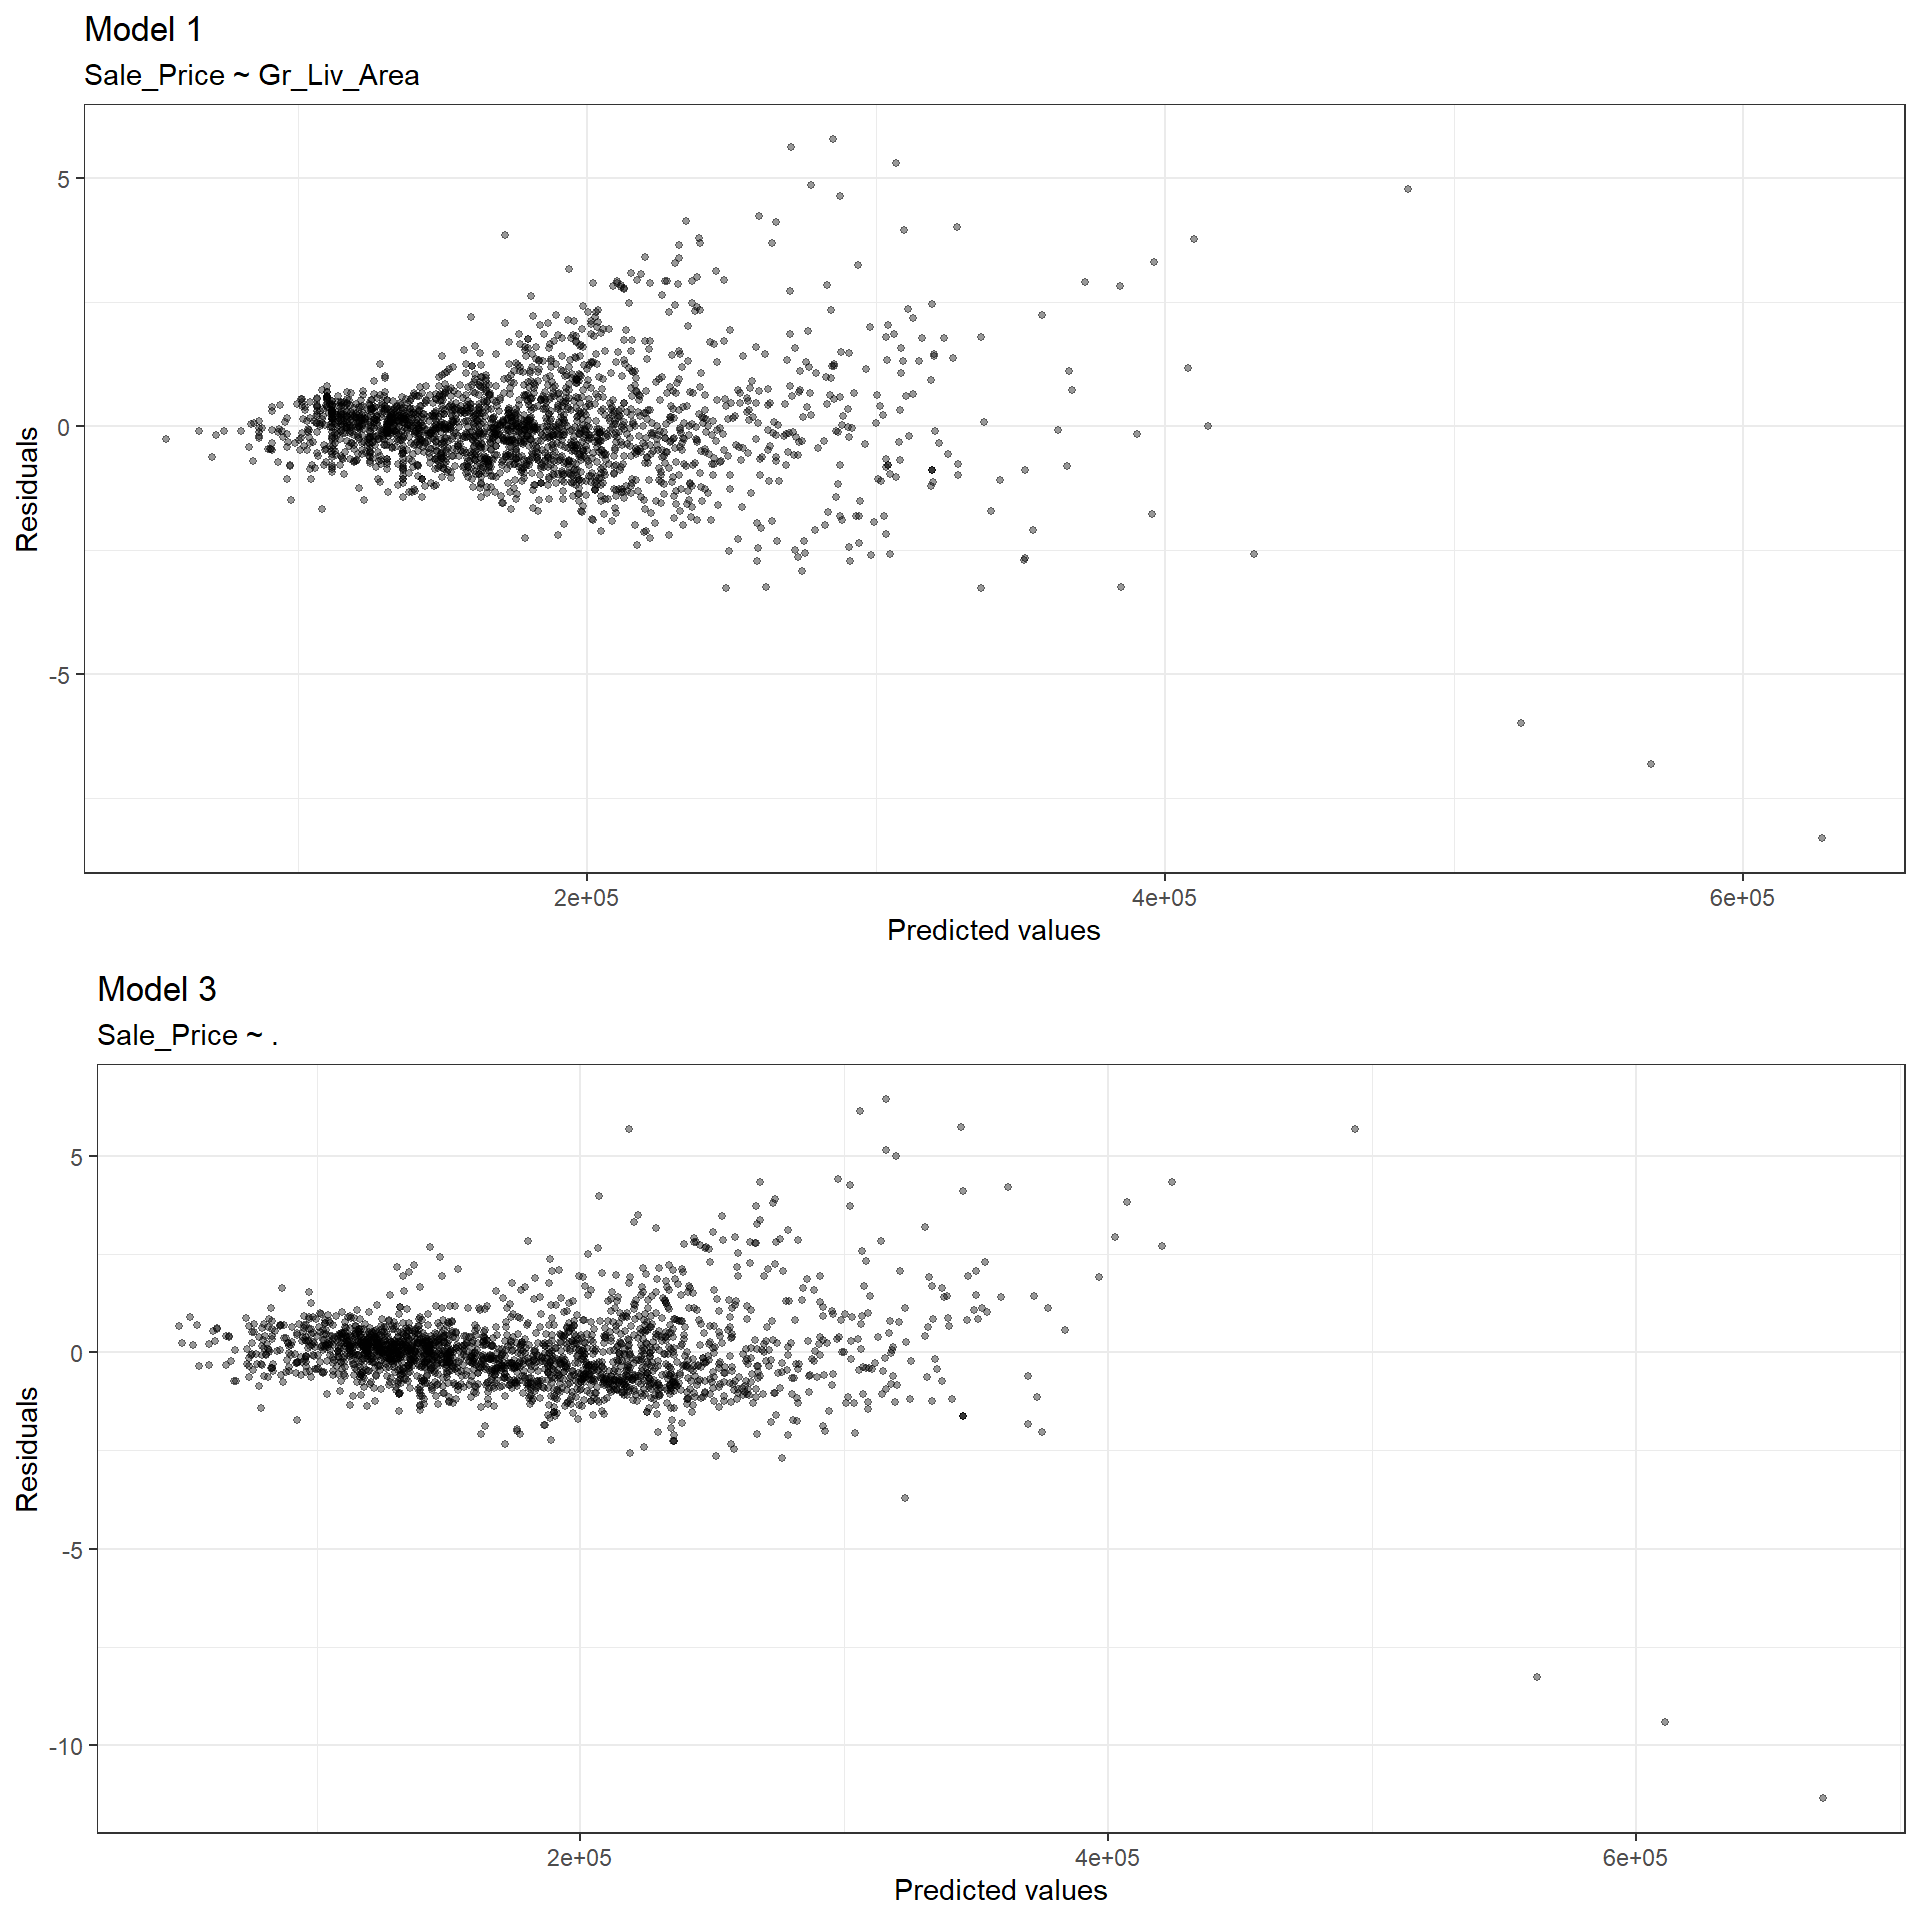 Model 1
Sale_Price ~ Gr_Liv_Area
5
0
-5
Residuals
2e+05 4e+05 6e+05
Predicted values
Model 3
Sale_Price ~ .
5
0
-5
-10
Residuals
2e+05 4e+05 6e+05
Predicted values